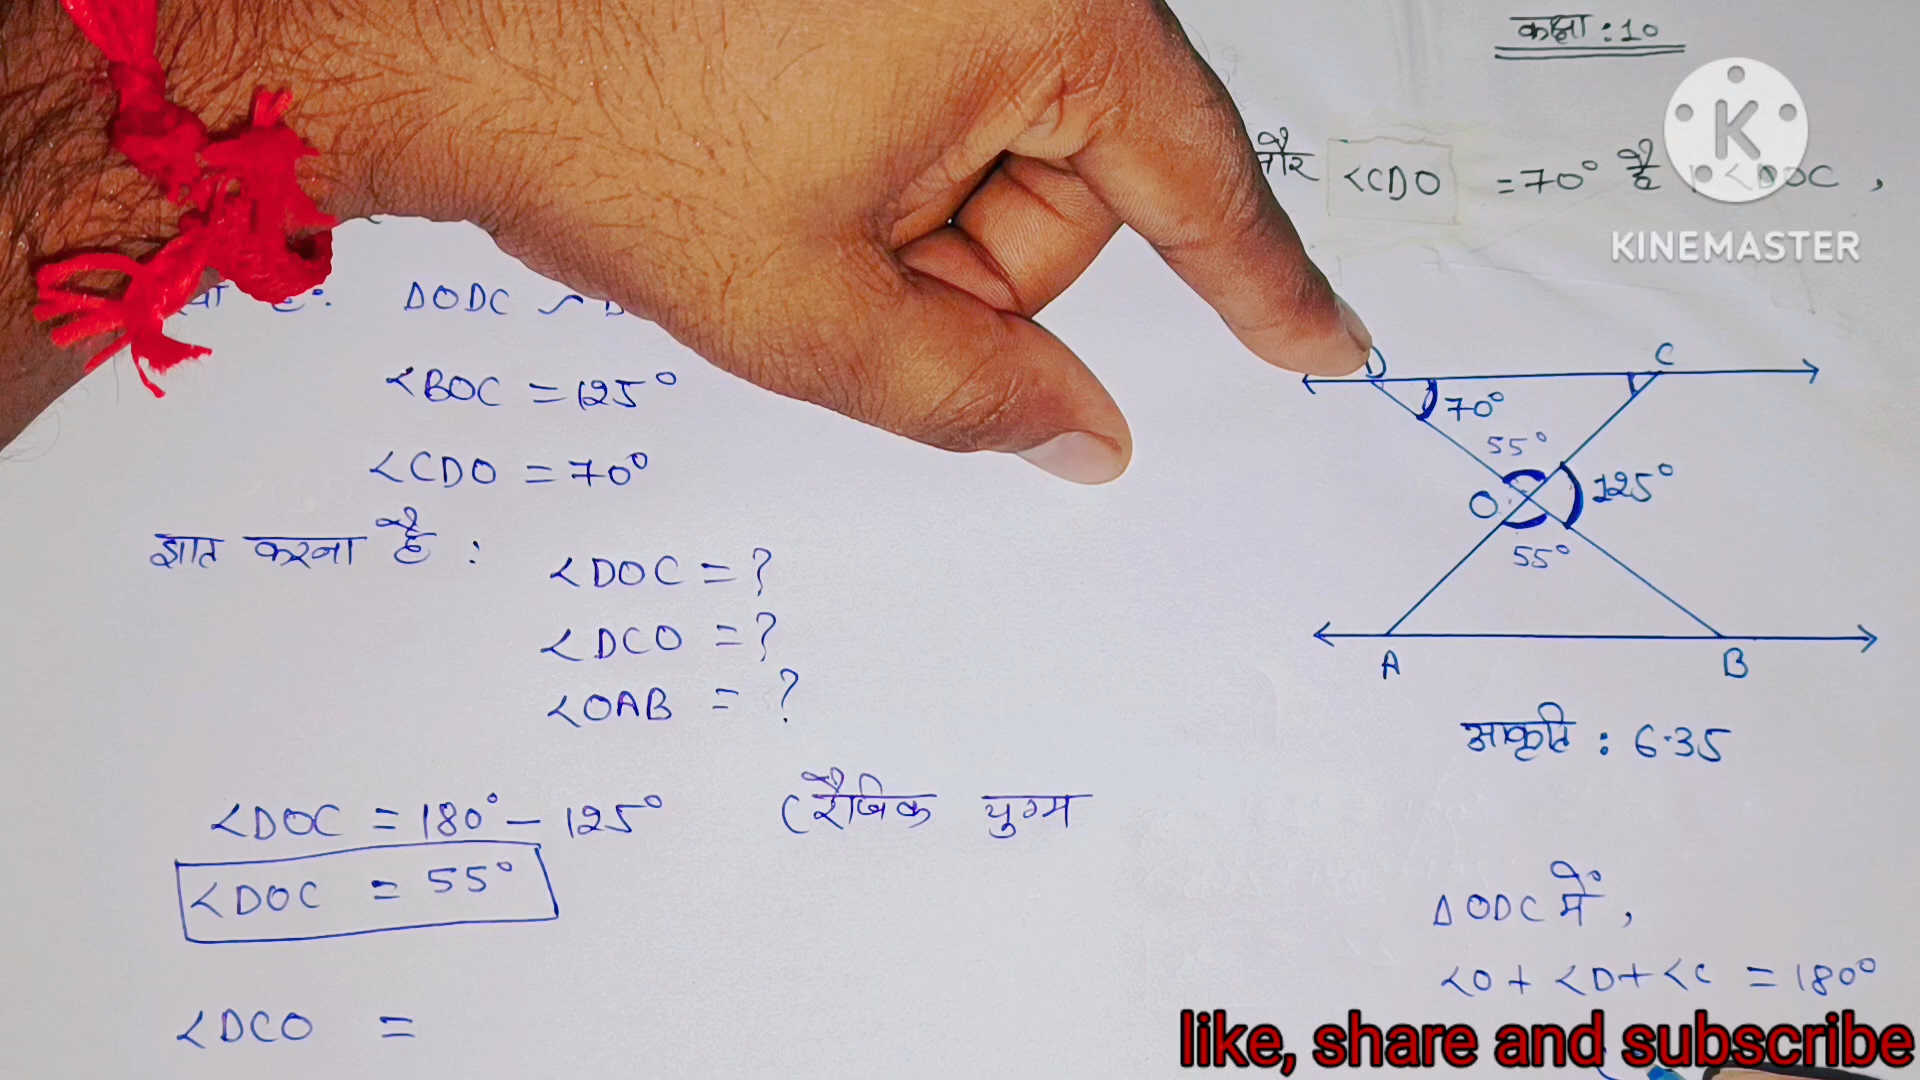 कक्षा : 10
और <CDO = 70° है। <DOC ,
KINEMASTER
है: ΔODC ~
<BOC = 125°
<CDO = 70°
ज्ञात करना है :
<DOC = ?
<DCO = ?
<OAB = ?
D C
70°
55°
O 125°
55°
A B
आकृति : 6.35
<DOC = 180° - 125° (रैखिक युग्म
<DOC = 55°
ΔODC में,
<O + <D + <C = 180°
<DCO =
like, share and subscribe